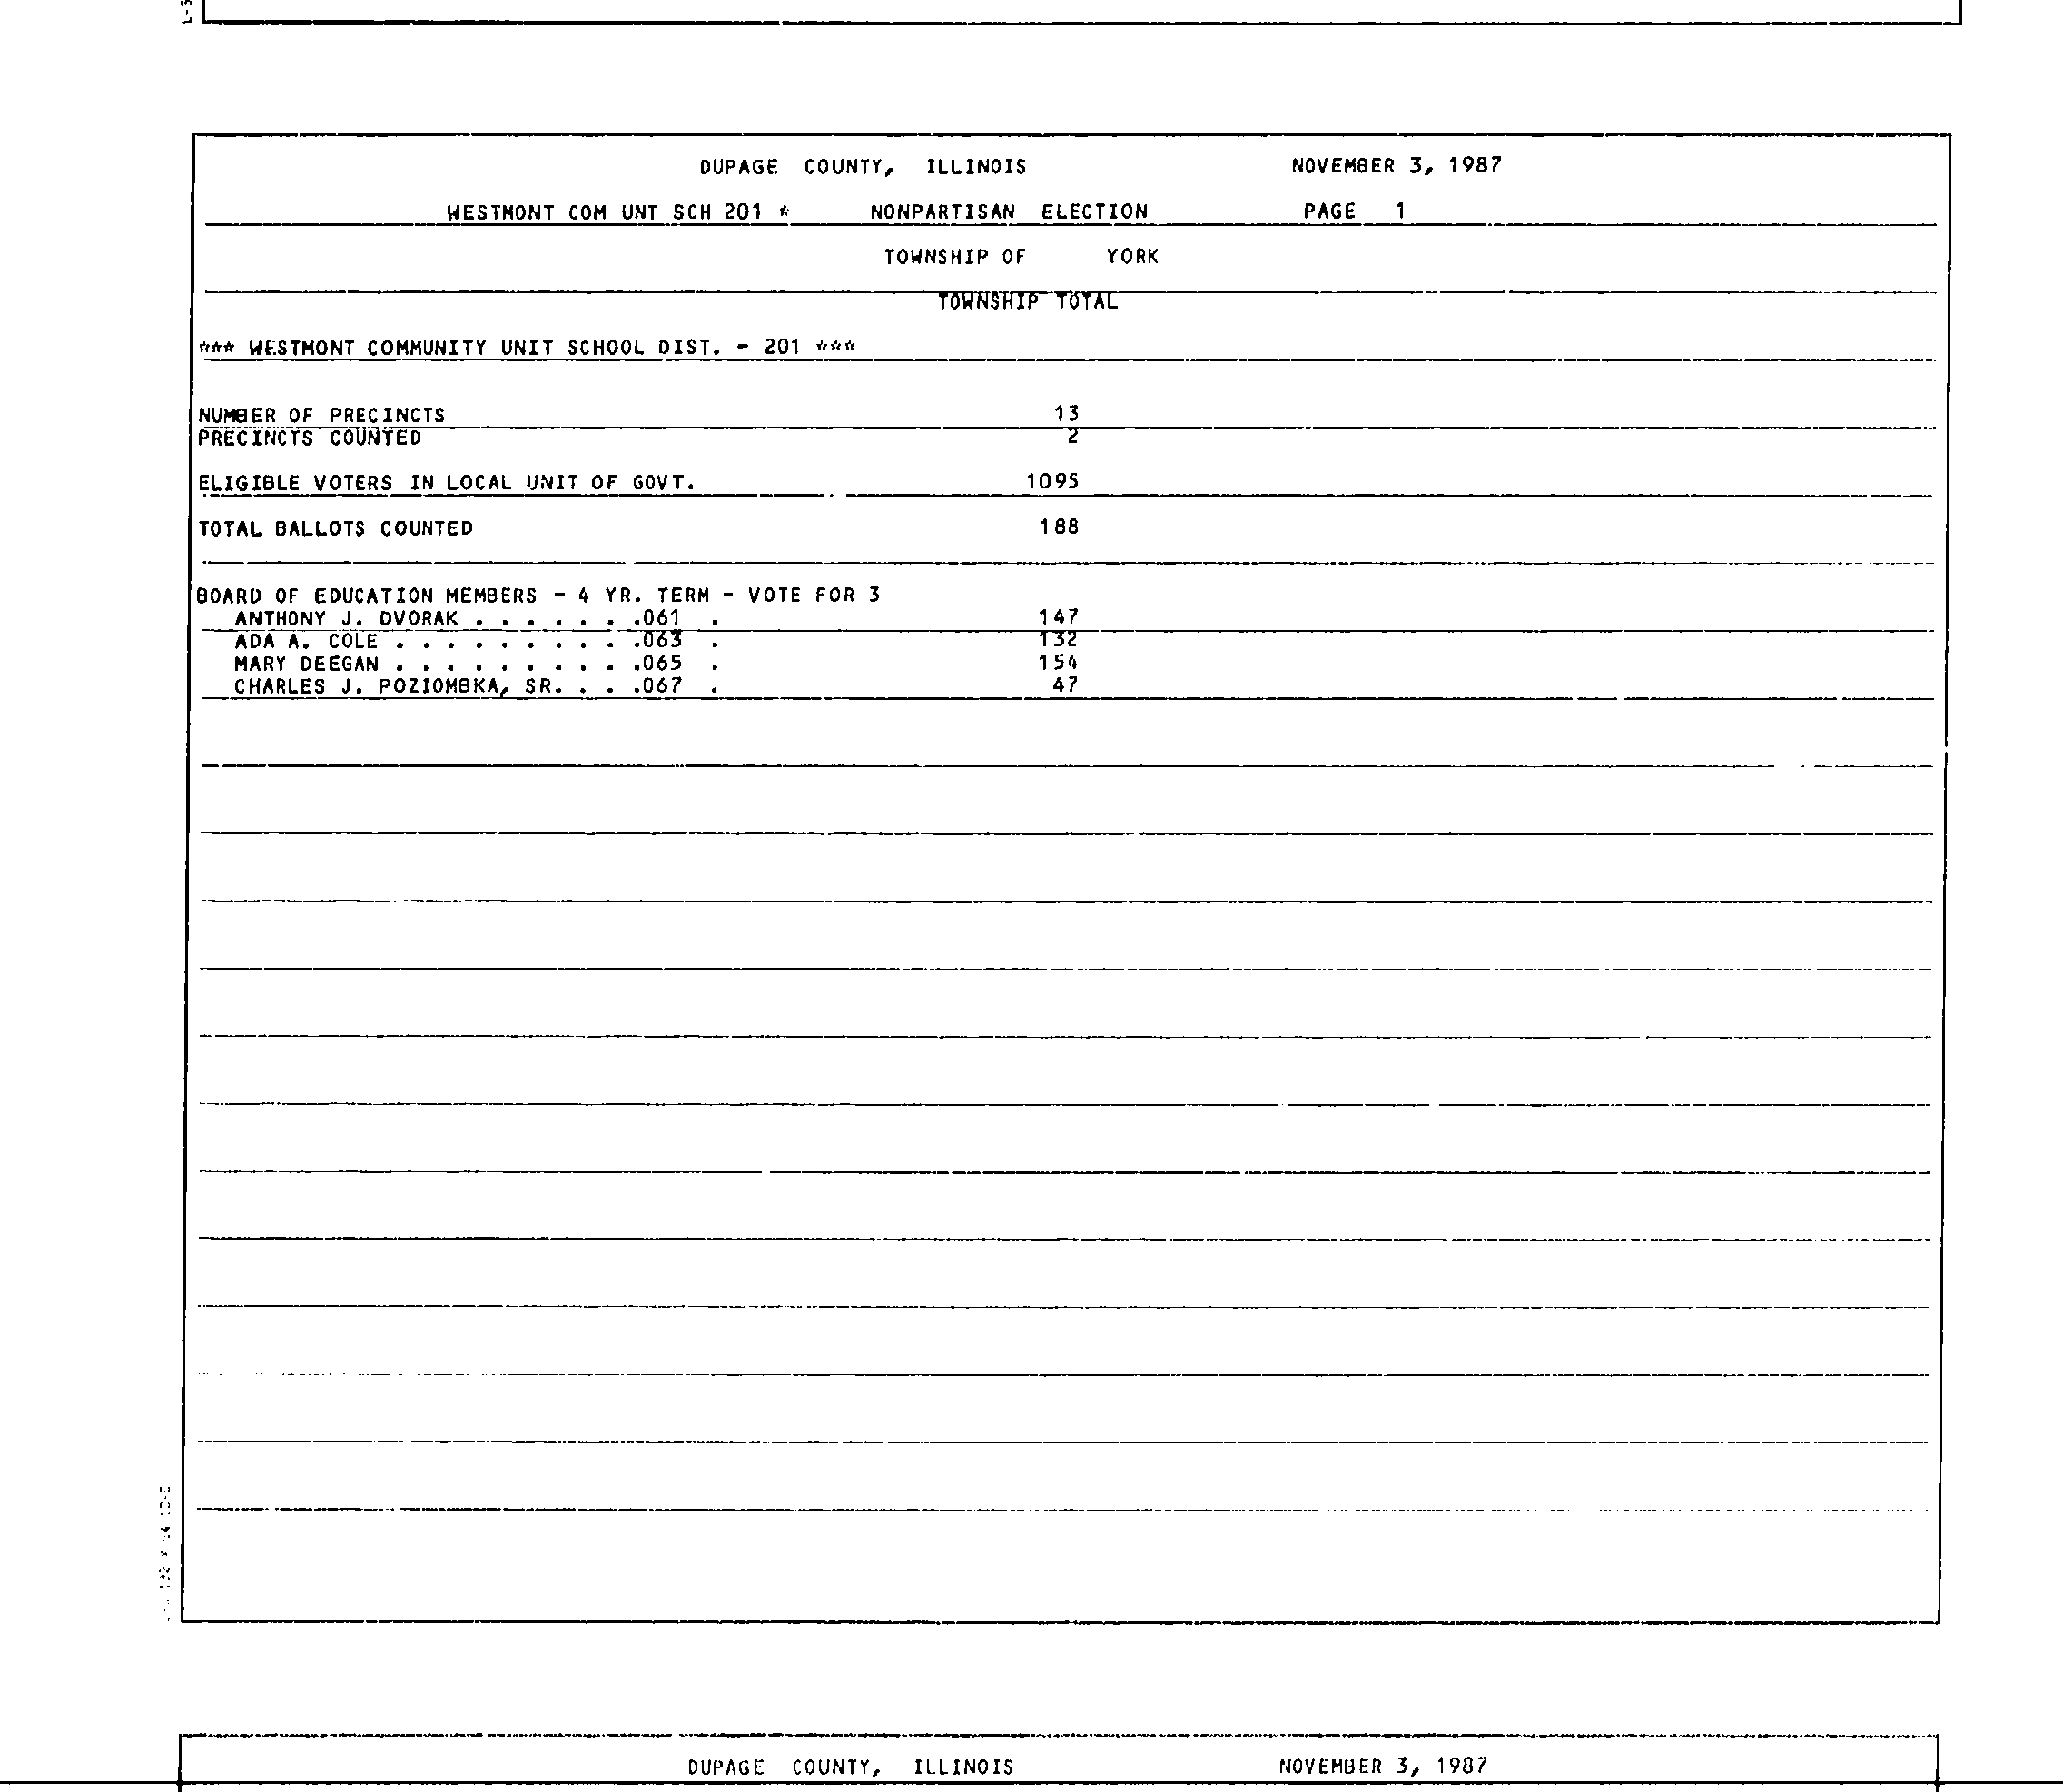 DUPAGE COUNTY, ILLINOIS NOVEMBER 3, 1987
WESTMONT COM UNT SCH 201 * NONPARTISAN ELECTION PAGE 1
TOWNSHIP OF YORK
TOWNSHIP TOTAL
*** WESTMONT COMMUNITY UNIT SCHOOL DIST. - 201 ***
NUMBER OF PRECINCTS 13
PRECINCTS COUNTED 2
ELIGIBLE VOTERS IN LOCAL UNIT OF GOVT. 1095
TOTAL BALLOTS COUNTED 188
BOARD OF EDUCATION MEMBERS - 4 YR. TERM - VOTE FOR 3
ANTHONY J. DVORAK . . . . . . .061 . 147
ADA A. COLE . . . . . . . . . .063 . 132
MARY DEEGAN . . . . . . . . . .065 . 154
CHARLES J. POZIOMBKA, SR. . . .067 . 47
DUPAGE COUNTY, ILLINOIS NOVEMBER 3, 1987